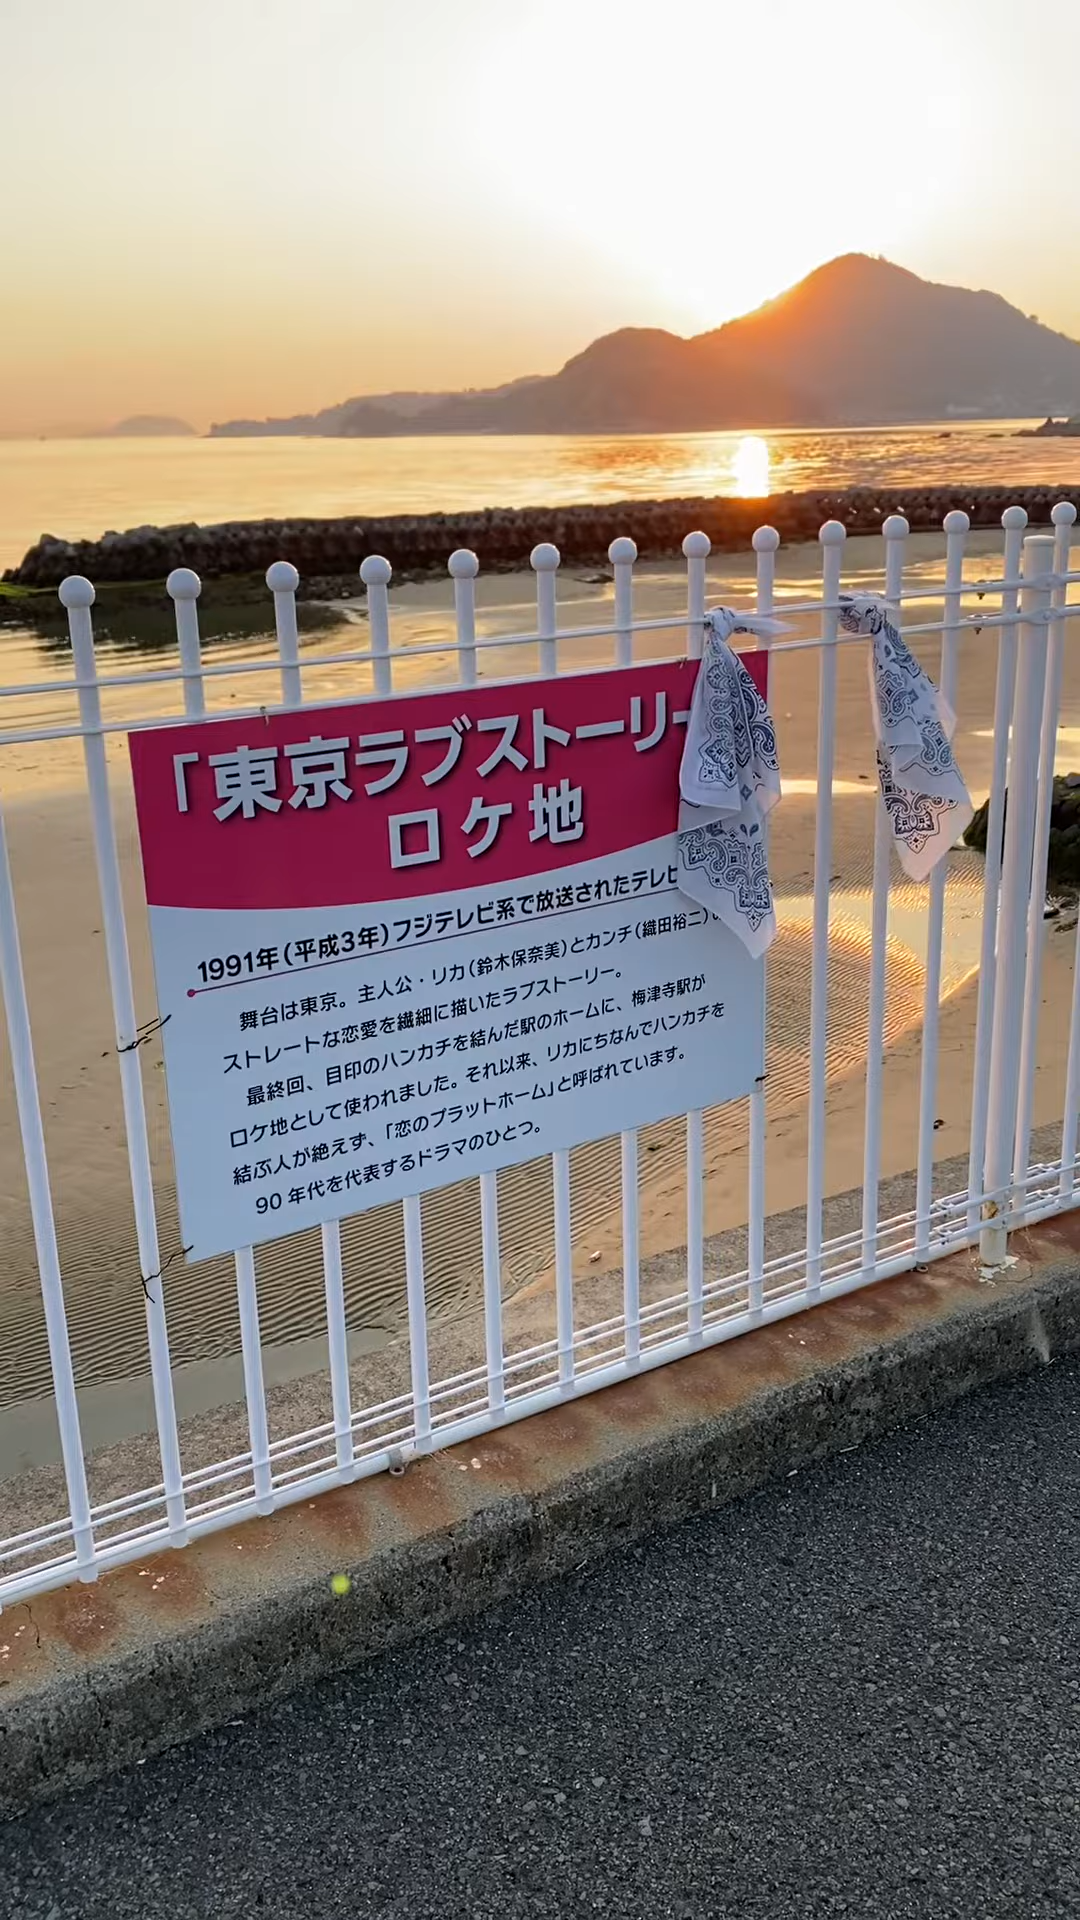 「東京ラブストーリー
ロケ地
1991年(平成3年)フジテレビ系で放送されたテレビ
舞台は東京。主人公・リカ(鈴木保奈美)とカンチ(織田裕二)
ストレートな恋愛を繊細に描いたラブストーリー。
最終回、目印のハンカチを結んだ駅のホームに、梅津寺駅が
ロケ地として使われました。それ以来、リカにちなんでハンカチを
結ぶ人が絶えず、「恋のプラットホーム」と呼ばれています。
90年代を代表するドラマのひとつ。